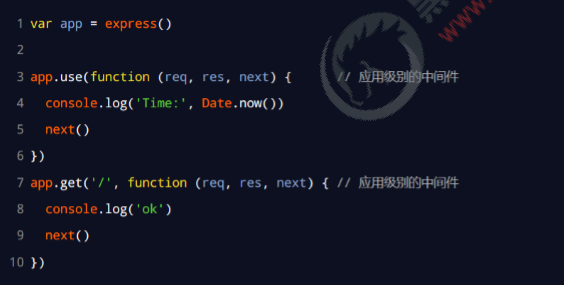 1 var app = express()
2
3 app.use(function (req, res, next) { // 应用级别的中间件
4 console.log('Time:', Date.now())
5 next()
6 })
7 app.get('/', function (req, res, next) { // 应用级别的中间件
8 console.log('ok')
9 next()
10 })